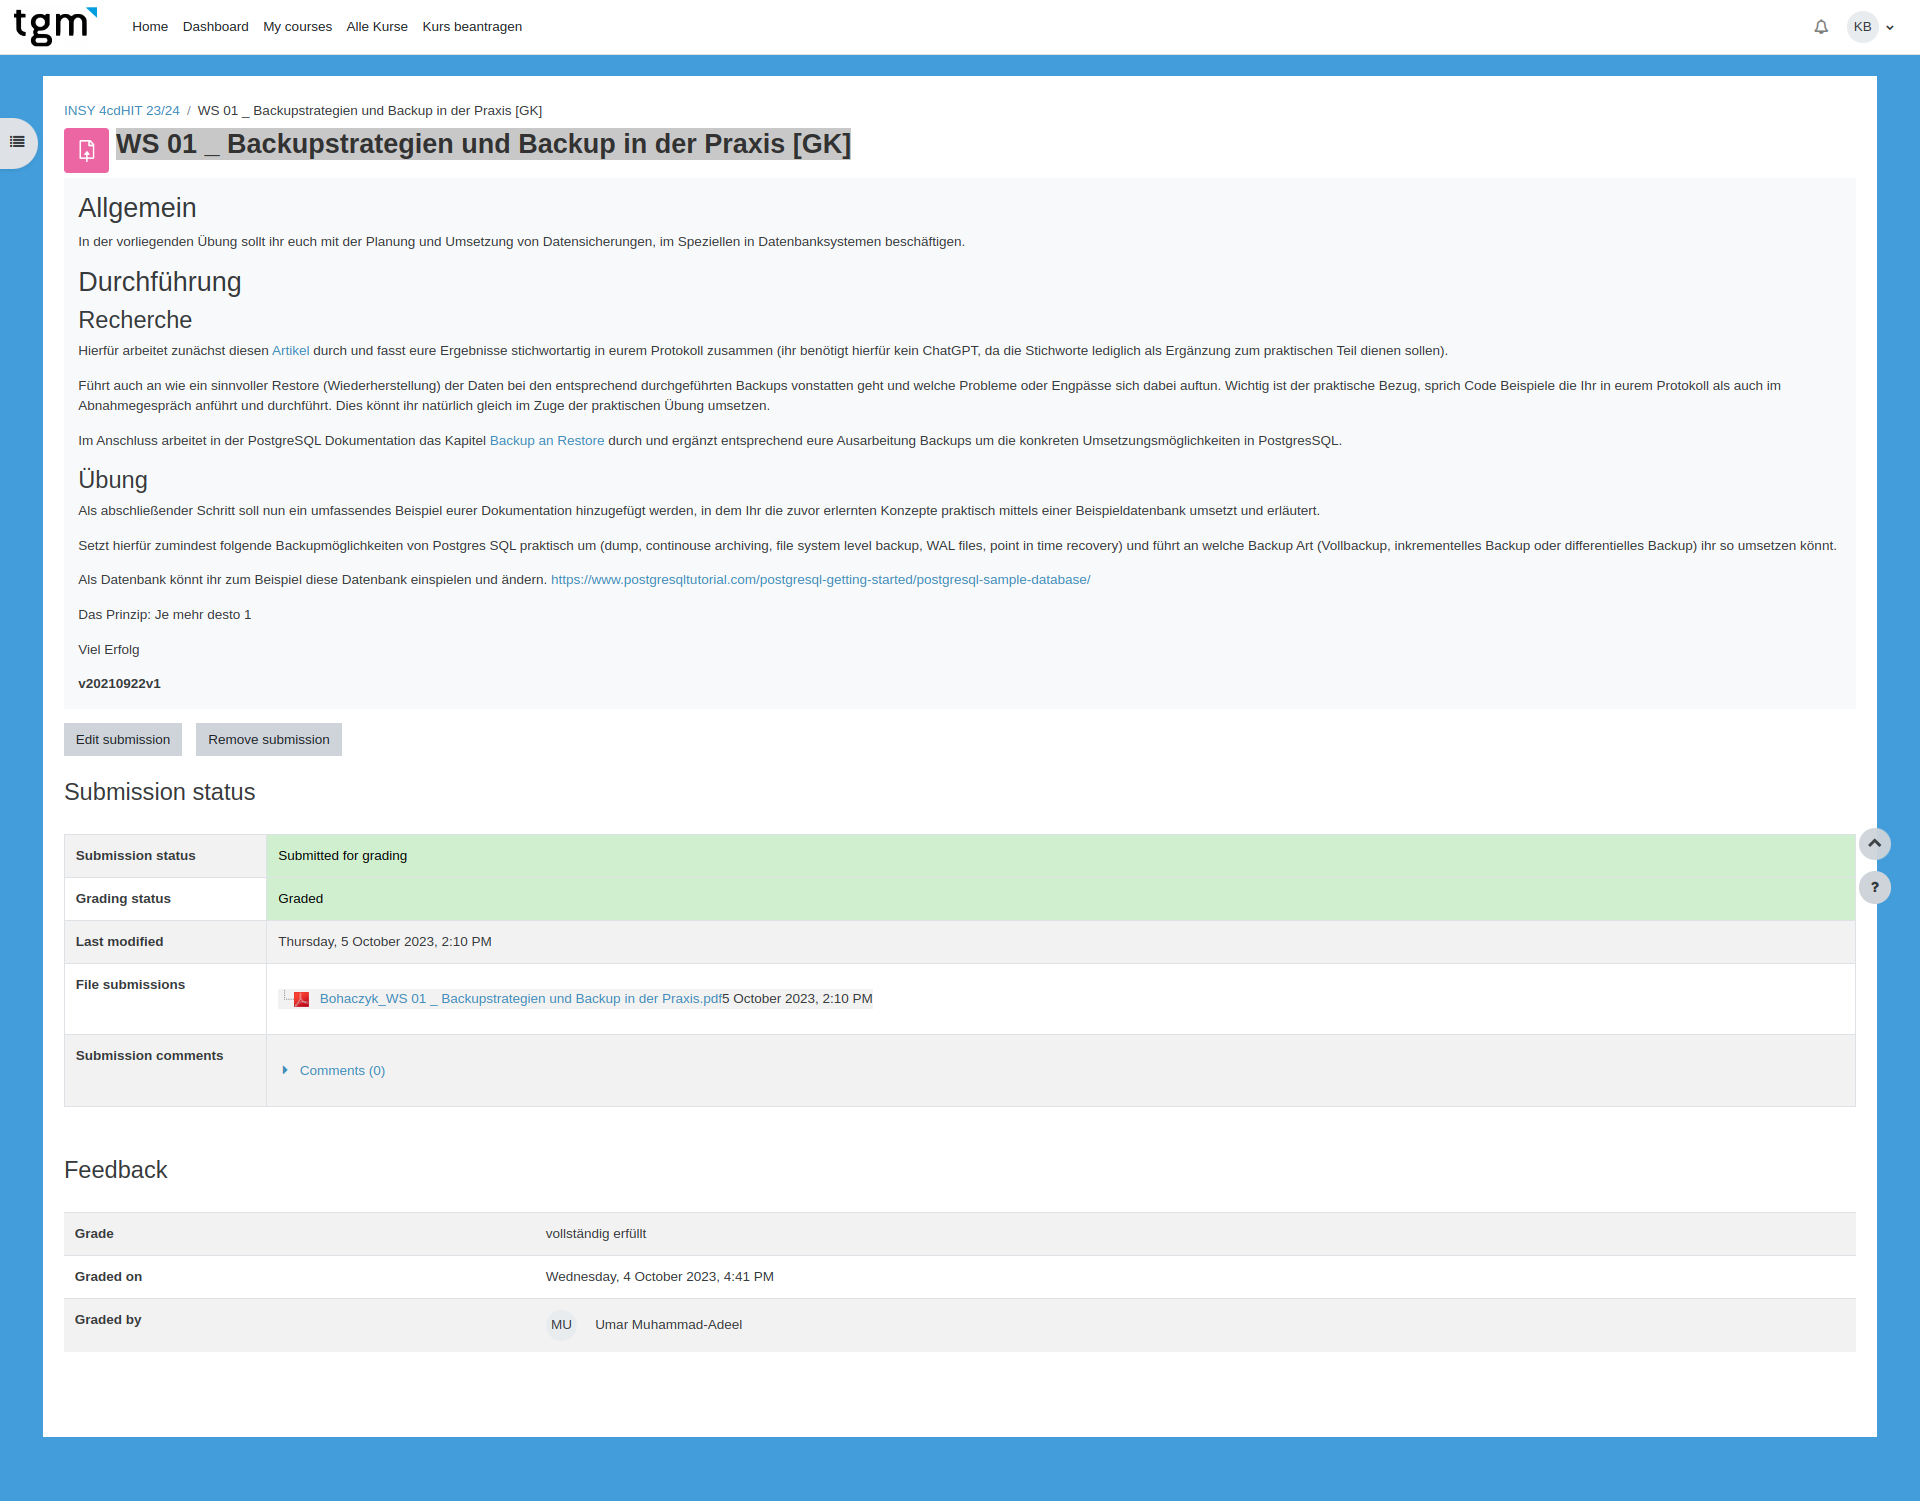 tgm
Home Dashboard My courses Alle Kurse Kurs beantragen
KB
INSY 4cdHIT 23/24 / WS 01 _ Backupstrategien und Backup in der Praxis [GK]
WS 01 _ Backupstrategien und Backup in der Praxis [GK]
Allgemein
In der vorliegenden Übung sollt ihr euch mit der Planung und Umsetzung von Datensicherungen, im Speziellen in Datenbanksystemen beschäftigen.
Durchführung
Recherche
Hierfür arbeitet zunächst diesen Artikel durch und fasst eure Ergebnisse stichwortartig in eurem Protokoll zusammen (ihr benötigt hierfür kein ChatGPT, da die Stichworte lediglich als Ergänzung zum praktischen Teil dienen sollen).
Führt auch an wie ein sinnvoller Restore (Wiederherstellung) der Daten bei den entsprechend durchgeführten Backups vonstatten geht und welche Probleme oder Engpässe sich dabei auftun. Wichtig ist der praktische Bezug, sprich Code Beispiele die Ihr in eurem Protokoll als auch im
Abnahmegespräch anführt und durchführt. Dies könnt ihr natürlich gleich im Zuge der praktischen Übung umsetzen.
Im Anschluss arbeitet in der PostgreSQL Dokumentation das Kapitel Backup an Restore durch und ergänzt entsprechend eure Ausarbeitung Backups um die konkreten Umsetzungsmöglichkeiten in PostgresSQL.
Übung
Als abschließender Schritt soll nun ein umfassendes Beispiel eurer Dokumentation hinzugefügt werden, in dem Ihr die zuvor erlernten Konzepte praktisch mittels einer Beispieldatenbank umsetzt und erläutert.
Setzt hierfür zumindest folgende Backupmöglichkeiten von Postgres SQL praktisch um (dump, continouse archiving, file system level backup, WAL files, point in time recovery) und führt an welche Backup Art (Vollbackup, inkrementelles Backup oder differentielles Backup) ihr so umsetzen könnt.
Als Datenbank könnt ihr zum Beispiel diese Datenbank einspielen und ändern. https://www.postgresqltutorial.com/postgresql-getting-started/postgresql-sample-database/
Das Prinzip: Je mehr desto 1
Viel Erfolg
v20210922v1
Edit submission Remove submission
Submission status
Submission status Submitted for grading
Grading status Graded
?
Last modified Thursday, 5 October 2023, 2:10 PM
File submissions Bohaczyk_WS 01 _ Backupstrategien und Backup in der Praxis.pdf5 October 2023, 2:10 PM
Submission comments Comments (0)
Feedback
Grade vollständig erfüllt
Graded on Wednesday, 4 October 2023, 4:41 PM
Graded by MU Umar Muhammad-Adeel